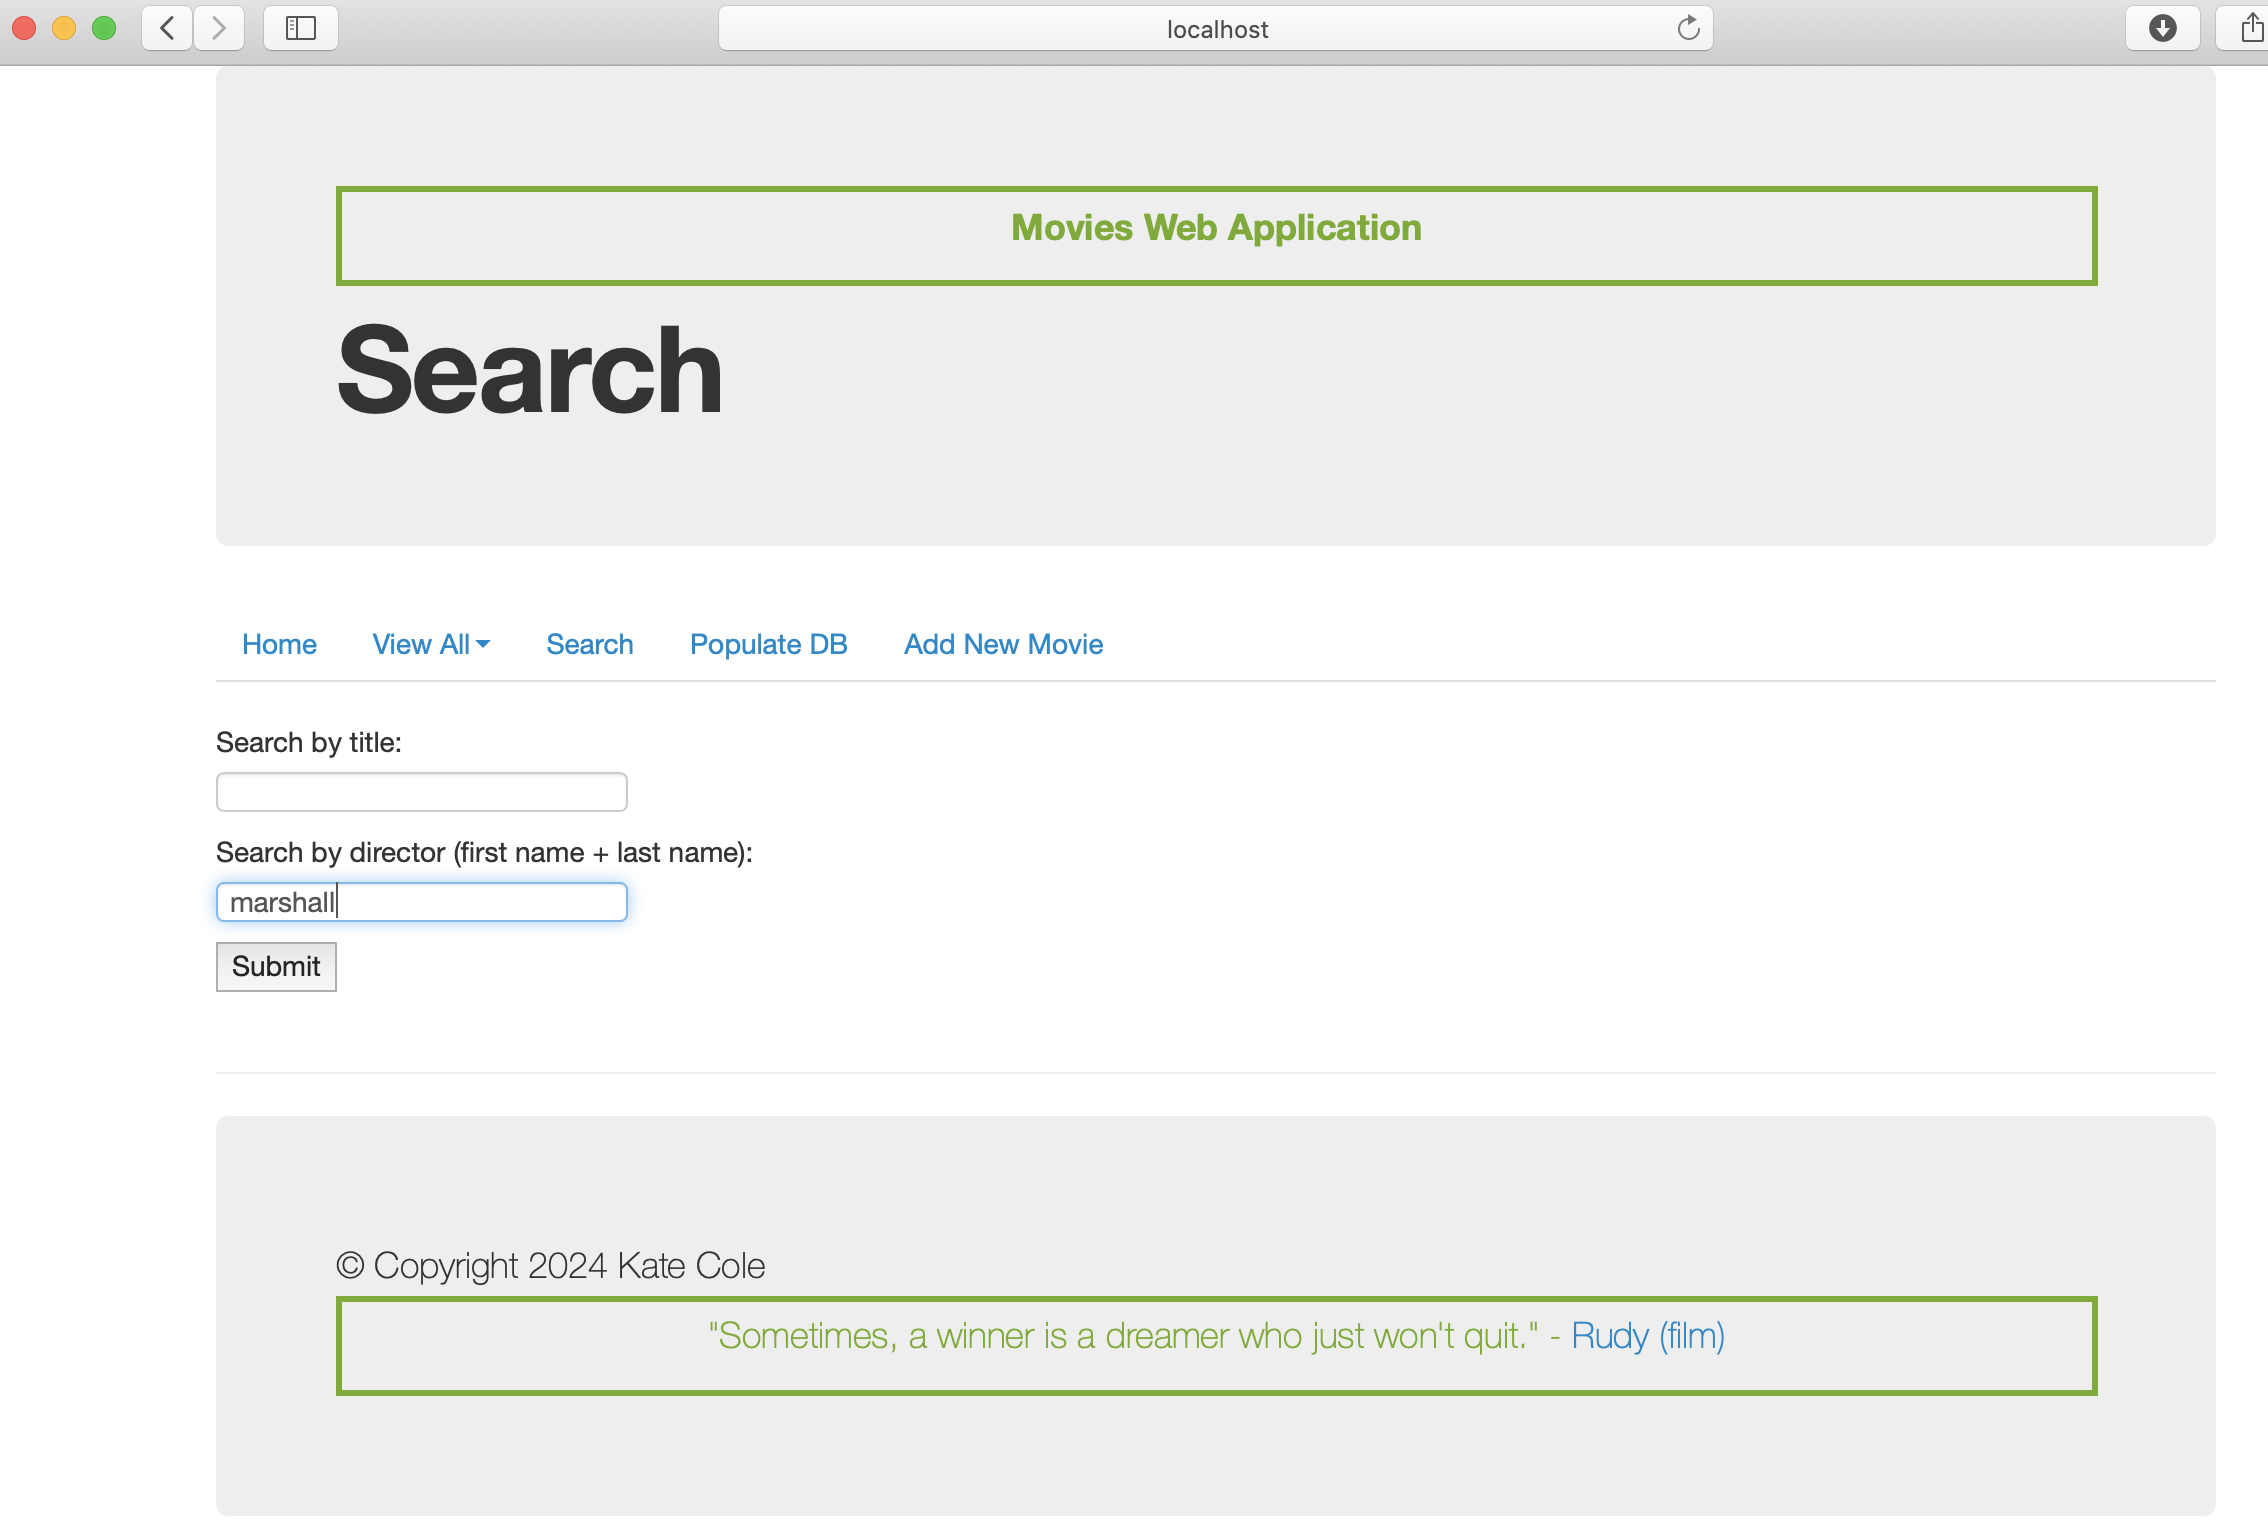 localhost
Movies Web Application
Search
Home View All Search Populate DB Add New Movie
Search by title:
Search by director (first name + last name):
marshall
Submit
© Copyright 2024 Kate Cole
"Sometimes, a winner is a dreamer who just won't quit." - Rudy (film)